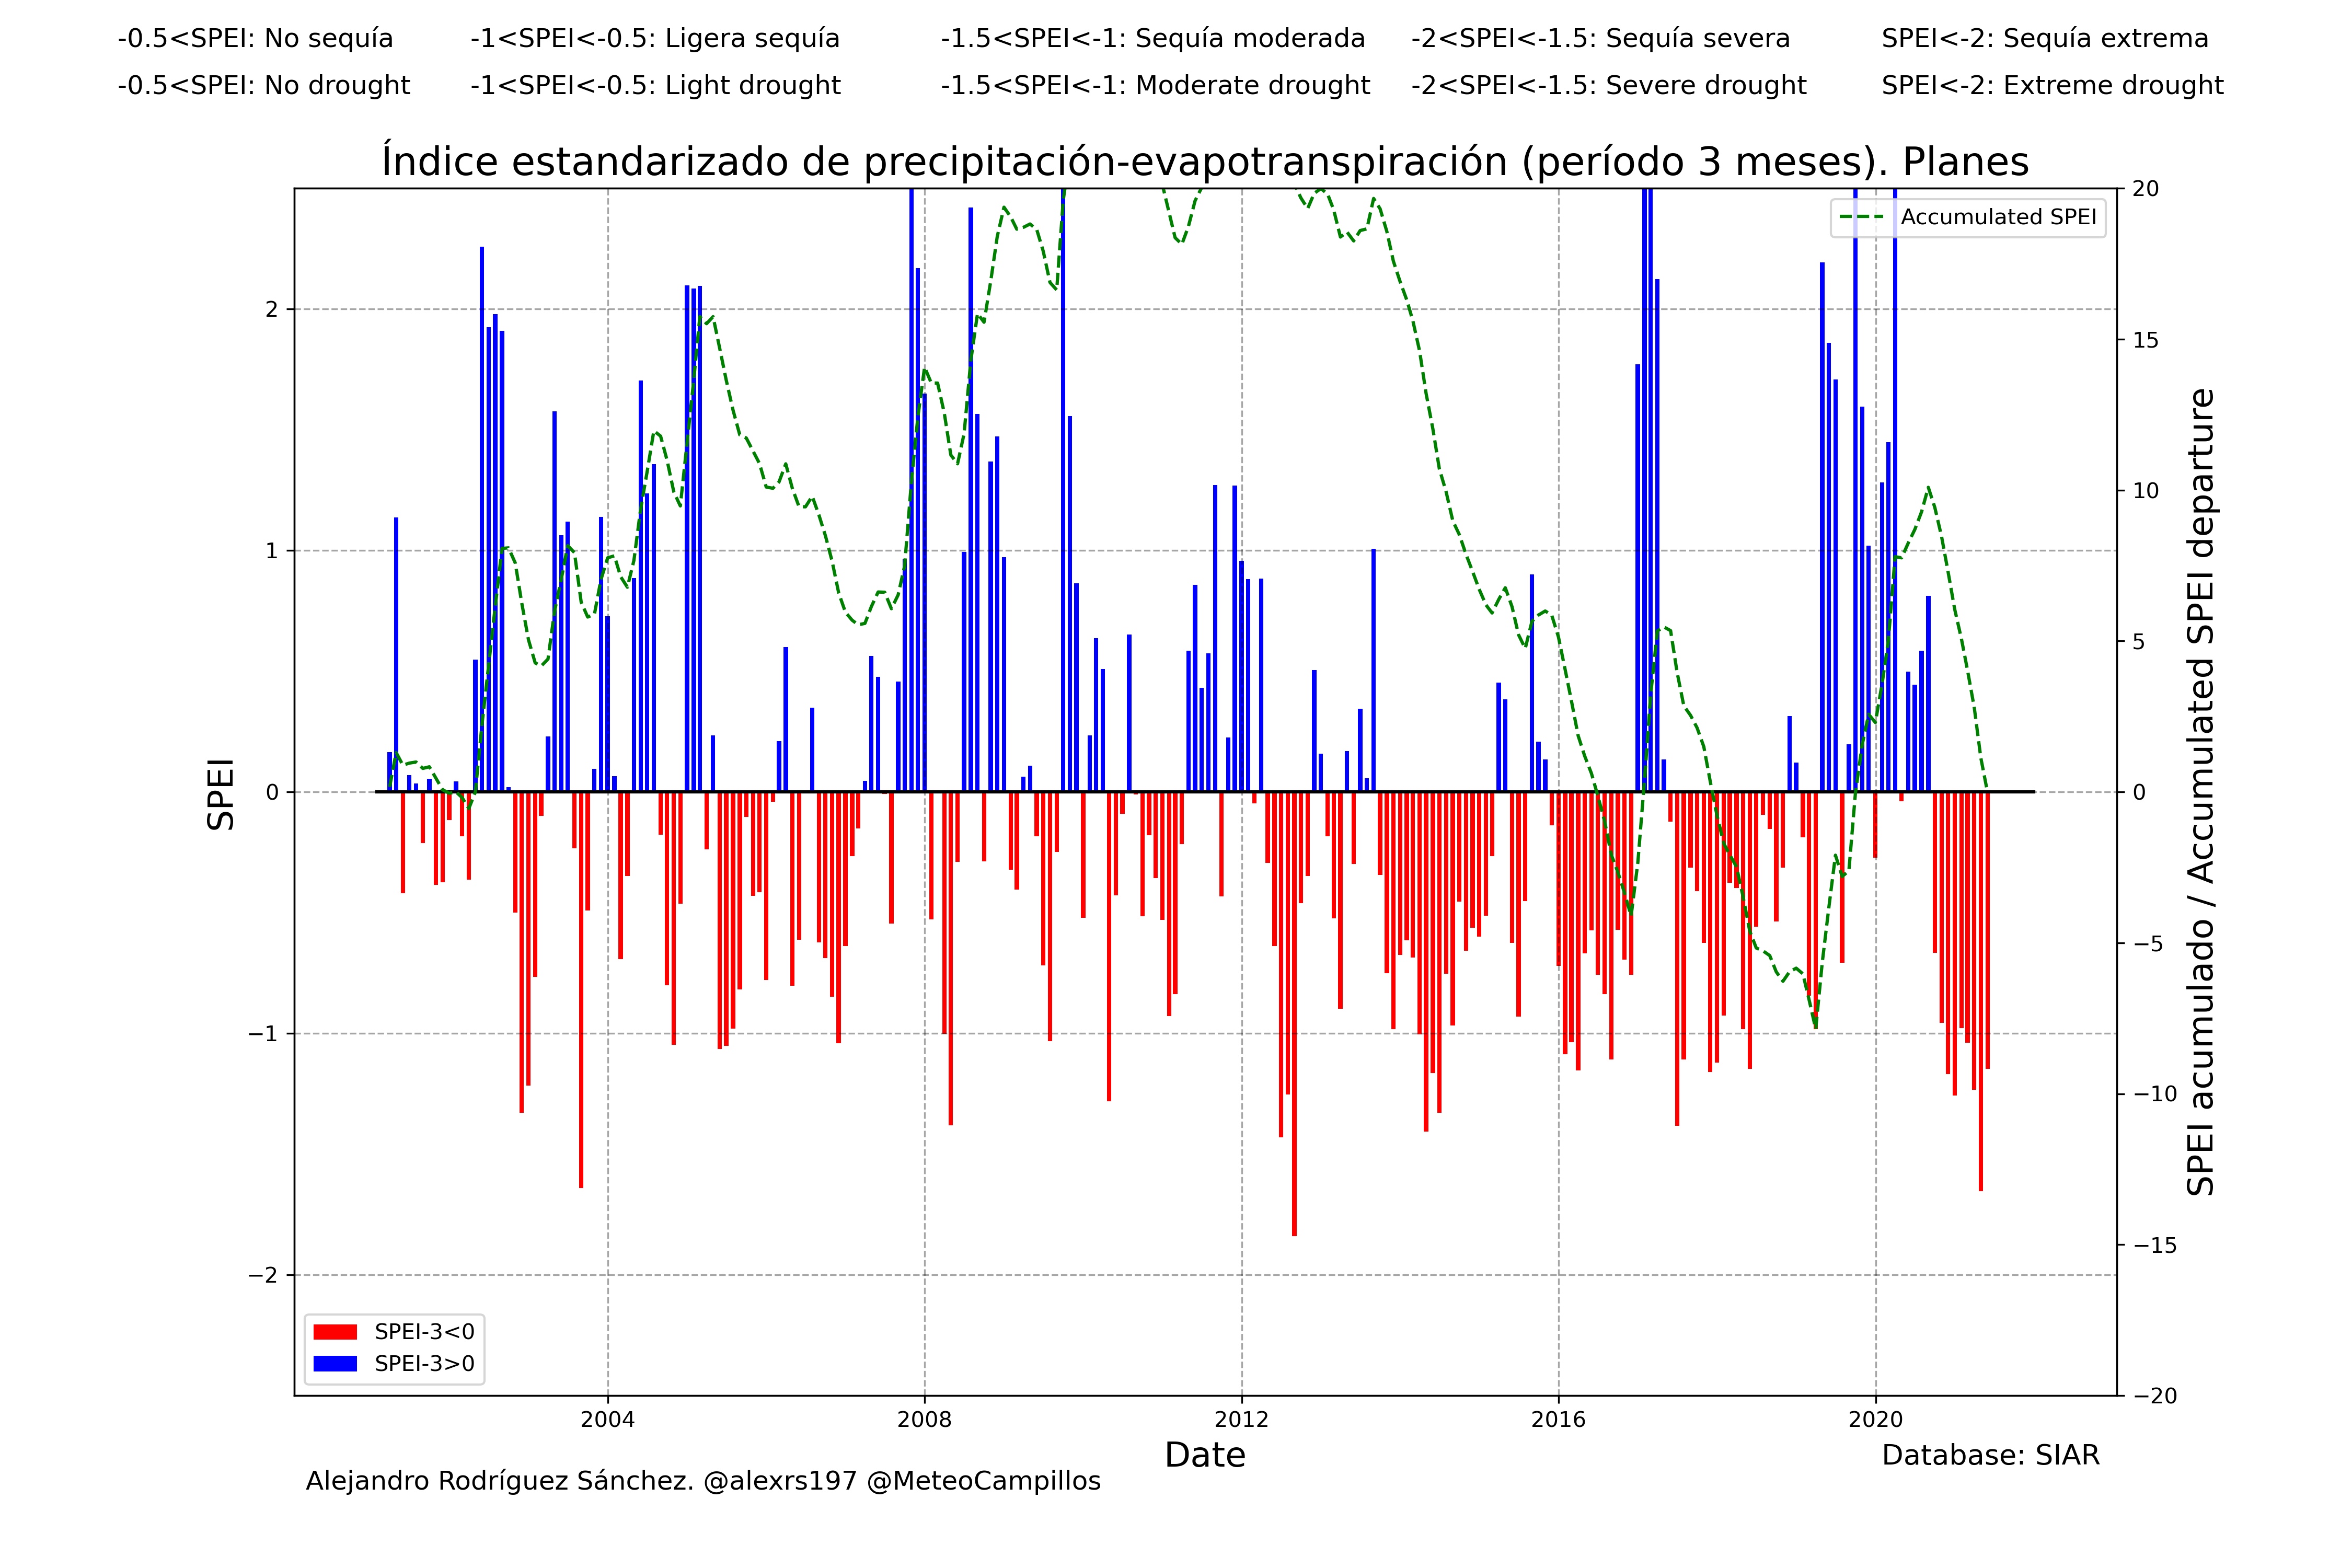 -0.5<SPEI: No sequía -1<SPEI<-0.5: Ligera sequía -1.5<SPEI<-1: Sequía moderada -2<SPEI<-1.5: Sequía severa SPEI<-2: Sequía extrema
-0.5<SPEI: No drought -1<SPEI<-0.5: Light drought -1.5<SPEI<-1: Moderate drought -2<SPEI<-1.5: Severe drought SPEI<-2: Extreme drought
Índice estandarizado de precipitación-evapotranspiración (período 3 meses). Planes
Accumulated SPEI
SPEI
2
1
0
−1
−2
20
15
10
5
0
−5
−10
−15
−20
SPEI acumulado / Accumulated SPEI departure
SPEI-3<0
SPEI-3>0
2004 2008 2012 2016 2020
Date
Database: SIAR
Alejandro Rodríguez Sánchez. @alexrs197 @MeteoCampillos